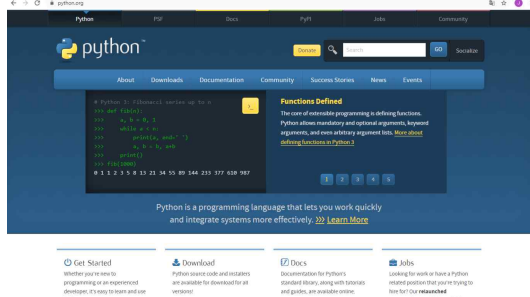 python.org
Python
PSF
Docs
PyPI
Jobs
Community
python™
Donate
Search
GO
Socialize
About
Downloads
Documentation
Community
Success Stories
News
Events
# Python 3: Fibonacci series up to n
>>> def fib(n):
>>>     a, b = 0, 1
>>>     while a < n:
>>>         print(a, end=' ')
>>>         a, b = b, a+b
>>>     print()
>>> fib(1000)
0 1 1 2 3 5 8 13 21 34 55 89 144 233 377 610 987
>_
Functions Defined
The core of extensible programming is defining functions.
Python allows mandatory and optional arguments, keyword
arguments, and even arbitrary argument lists. More about
defining functions in Python 3
1 2 3 4 5
Python is a programming language that lets you work quickly
and integrate systems more effectively. >>> Learn More
Get Started
Whether you're new to
programming or an experienced
developer, it's easy to learn and use
Download
Python source code and installers
are available for download for all
versions!
Docs
Documentation for Python's
standard library, along with tutorials
and guides, are available online.
Jobs
Looking for work or have a Python
related position that you're trying to
hire for? Our relaunched